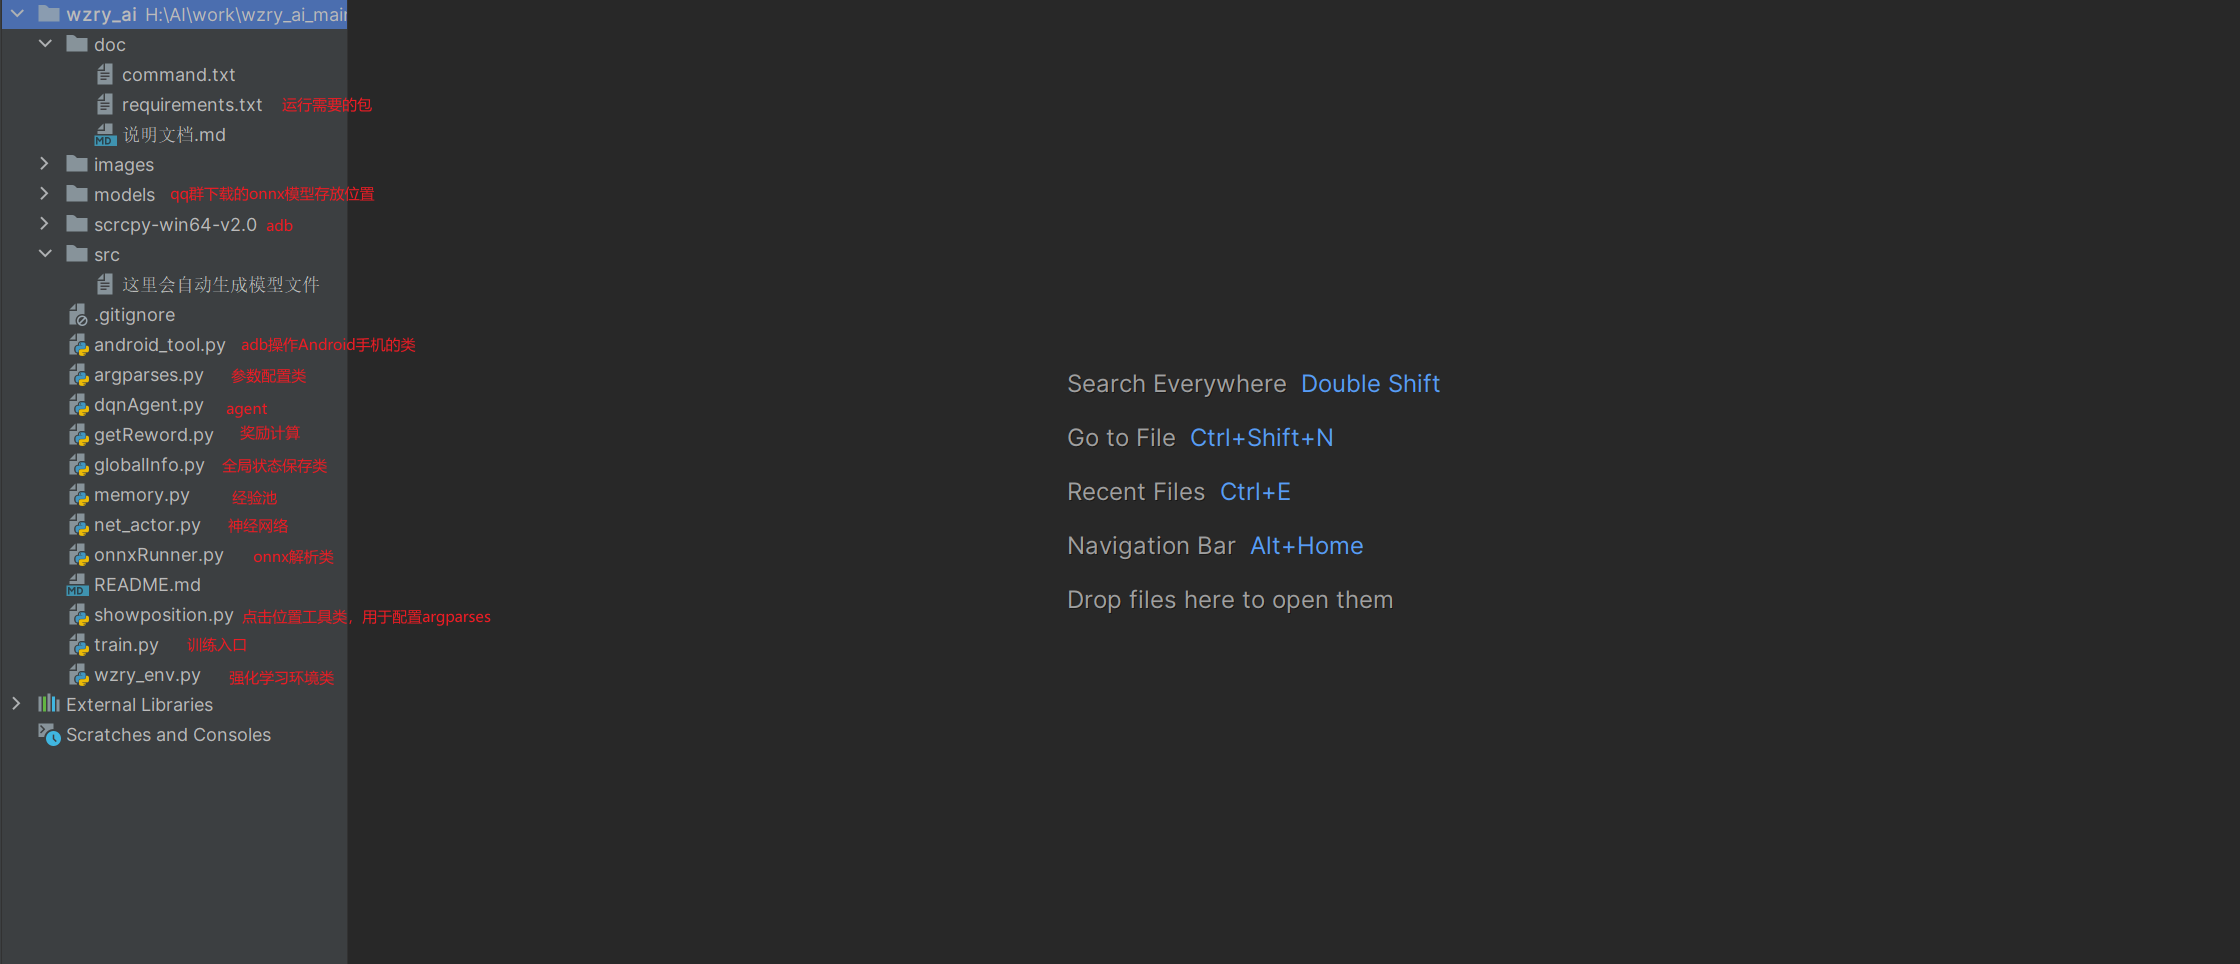 wzry_ai H:\AI\work\wzry_ai_mai
doc
command.txt
requirements.txt 运行需要的包
说明文档.md
images
models qq群下载的onnx模型存放位置
scrcpy-win64-v2.0 adb
src
这里会自动生成模型文件
.gitignore
android_tool.py adb操作Android手机的类
argparses.py 参数配置类
dqnAgent.py agent
getReword.py 奖励计算
globalInfo.py 全局状态保存类
memory.py 经验池
net_actor.py 神经网络
onnxRunner.py onnx解析类
README.md
showposition.py 点击位置工具类，用于配置argparses
train.py 训练入口
wzry_env.py 强化学习环境类
External Libraries
Scratches and Consoles
Search Everywhere Double Shift
Go to File Ctrl+Shift+N
Recent Files Ctrl+E
Navigation Bar Alt+Home
Drop files here to open them